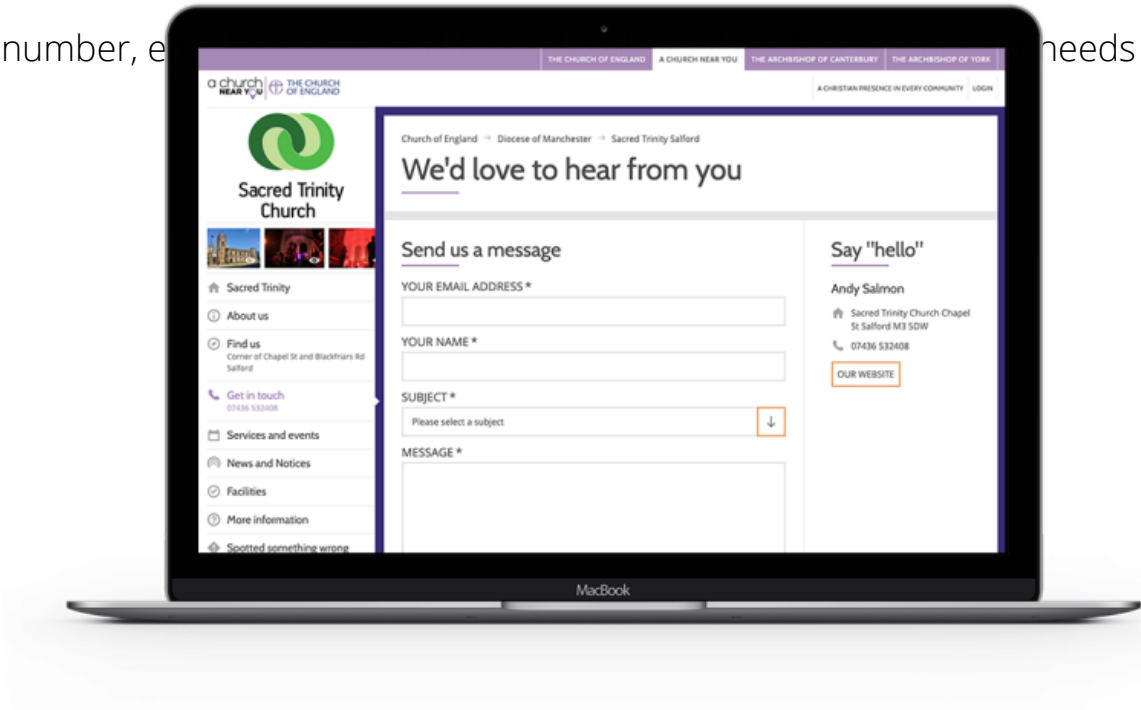 number, e
needs
THE CHURCH OF ENGLAND
A CHURCH NEAR YOU
THE ARCHBISHOP OF CANTERBURY
THE ARCHBISHOP OF YORK
a church
NEAR YOU
THE CHURCH
OF ENGLAND
A CHRISTIAN PRESENCE IN EVERY COMMUNITY
LOGIN
Sacred Trinity
Church
Sacred Trinity
About us
Find us
Corner of Chapel St and Blackfriars Rd
Salford
Get in touch
07436 532408
Services and events
News and Notices
Facilities
More information
Spotted something wrong
Church of England → Diocese of Manchester → Sacred Trinity Salford
We'd love to hear from you
Send us a message
YOUR EMAIL ADDRESS *
YOUR NAME *
SUBJECT *
Please select a subject
MESSAGE *
Say "hello"
Andy Salmon
Sacred Trinity Church Chapel
St Salford M3 5DW
07436 532408
OUR WEBSITE
MacBook